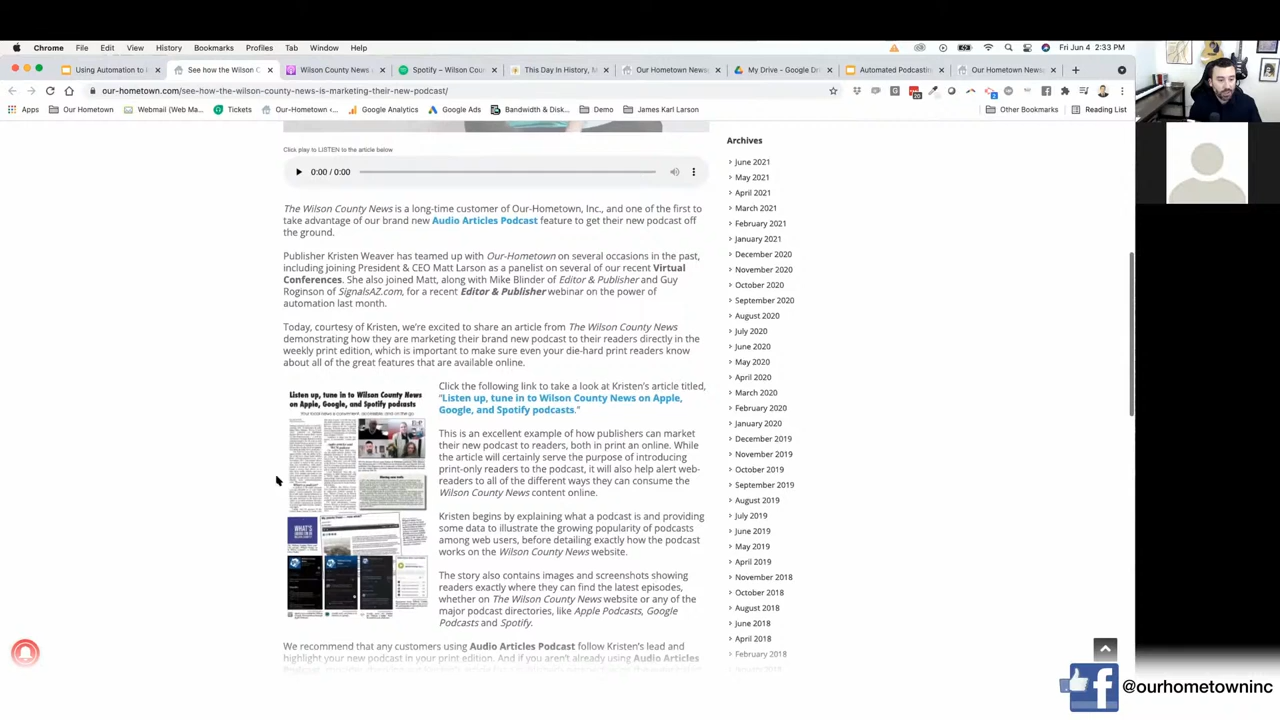 Chrome File Edit View History Bookmarks Profiles Tab Window Help
Fri Jun 4 2:33 PM
Using Automation to
See how the Wilson C
Wilson County News
Spotify – Wilson Coun
This Day In History, M
Our Hometown News
My Drive - Google Dr
Automated Podcastin
Our Hometown News
our-hometown.com/see-how-the-wilson-county-news-is-marketing-their-new-podcast/
Apps Our Hometown Webmail (Web Ma... Tickets Our-Hometown ‹... Google Analytics Google Ads Bandwidth & Disk... Demo James Karl Larson Other Bookmarks Reading List
Click play to LISTEN to the article below
0:00 / 0:00
The Wilson County News is a long-time customer of Our-Hometown, Inc., and one of the first to
take advantage of our brand new Audio Articles Podcast feature to get their new podcast off
the ground.
Publisher Kristen Weaver has teamed up with Our-Hometown on several occasions in the past,
including joining President & CEO Matt Larson as a panelist on several of our recent Virtual
Conferences. She also joined Matt, along with Mike Blinder of Editor & Publisher and Guy
Roginson of SignalsAZ.com, for a recent Editor & Publisher webinar on the power of
automation last month.
Today, courtesy of Kristen, we're excited to share an article from The Wilson County News
demonstrating how they are marketing their brand new podcast to their readers directly in the
weekly print edition, which is important to make sure even your die-hard print readers know
about all of the great features that are available online.
Listen up, tune in to Wilson County News
on Apple, Google, and Spotify podcasts
WHAT'S
Click the following link to take a look at Kristen's article titled,
"Listen up, tune in to Wilson County News on Apple,
Google, and Spotify podcasts."
This is an excellent example of how publishers can market
their new podcast to readers, both in print an online. While
the article will certainly serve the purpose of introducing
print-only readers to the podcast, it will also help alert web-
readers of the different ways they can consume the
Wilson County News content online.
Kristen begins by explaining what a podcast is and providing
some data to illustrate the growing popularity of podcasts
among web users, before detailing exactly how the podcast
works for the Wilson County News website.
The story also contains images and screenshots showing
readers exactly where they can find the latest episodes,
whether on The Wilson County News website or any of the
major podcast directories, like Apple Podcasts, Google
Podcasts and Spotify.
We recommend that any customers using Audio Articles Podcast follow Kristen's lead and
highlight your new podcast in your print edition. And if you aren't already using Audio Articles
Archives
June 2021
May 2021
April 2021
March 2021
February 2021
January 2021
December 2020
November 2020
October 2020
September 2020
August 2020
July 2020
June 2020
May 2020
April 2020
March 2020
February 2020
January 2020
December 2019
November 2019
October 2019
September 2019
August 2019
July 2019
June 2019
May 2019
April 2019
November 2018
October 2018
August 2018
June 2018
April 2018
February 2018
@ourhometowninc